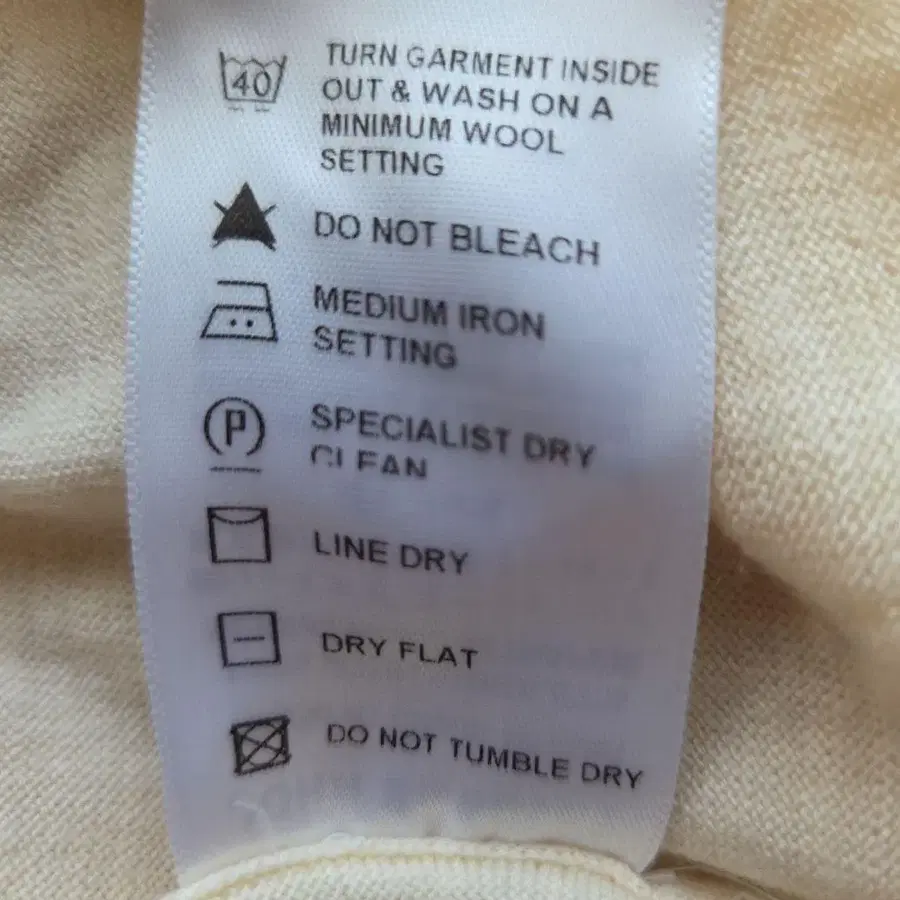 40 TURN GARMENT INSIDE
OUT & WASH ON A
MINIMUM WOOL
SETTING
DO NOT BLEACH
MEDIUM IRON
SETTING
P SPECIALIST DRY
CLEAN
LINE DRY
DRY FLAT
DO NOT TUMBLE DRY